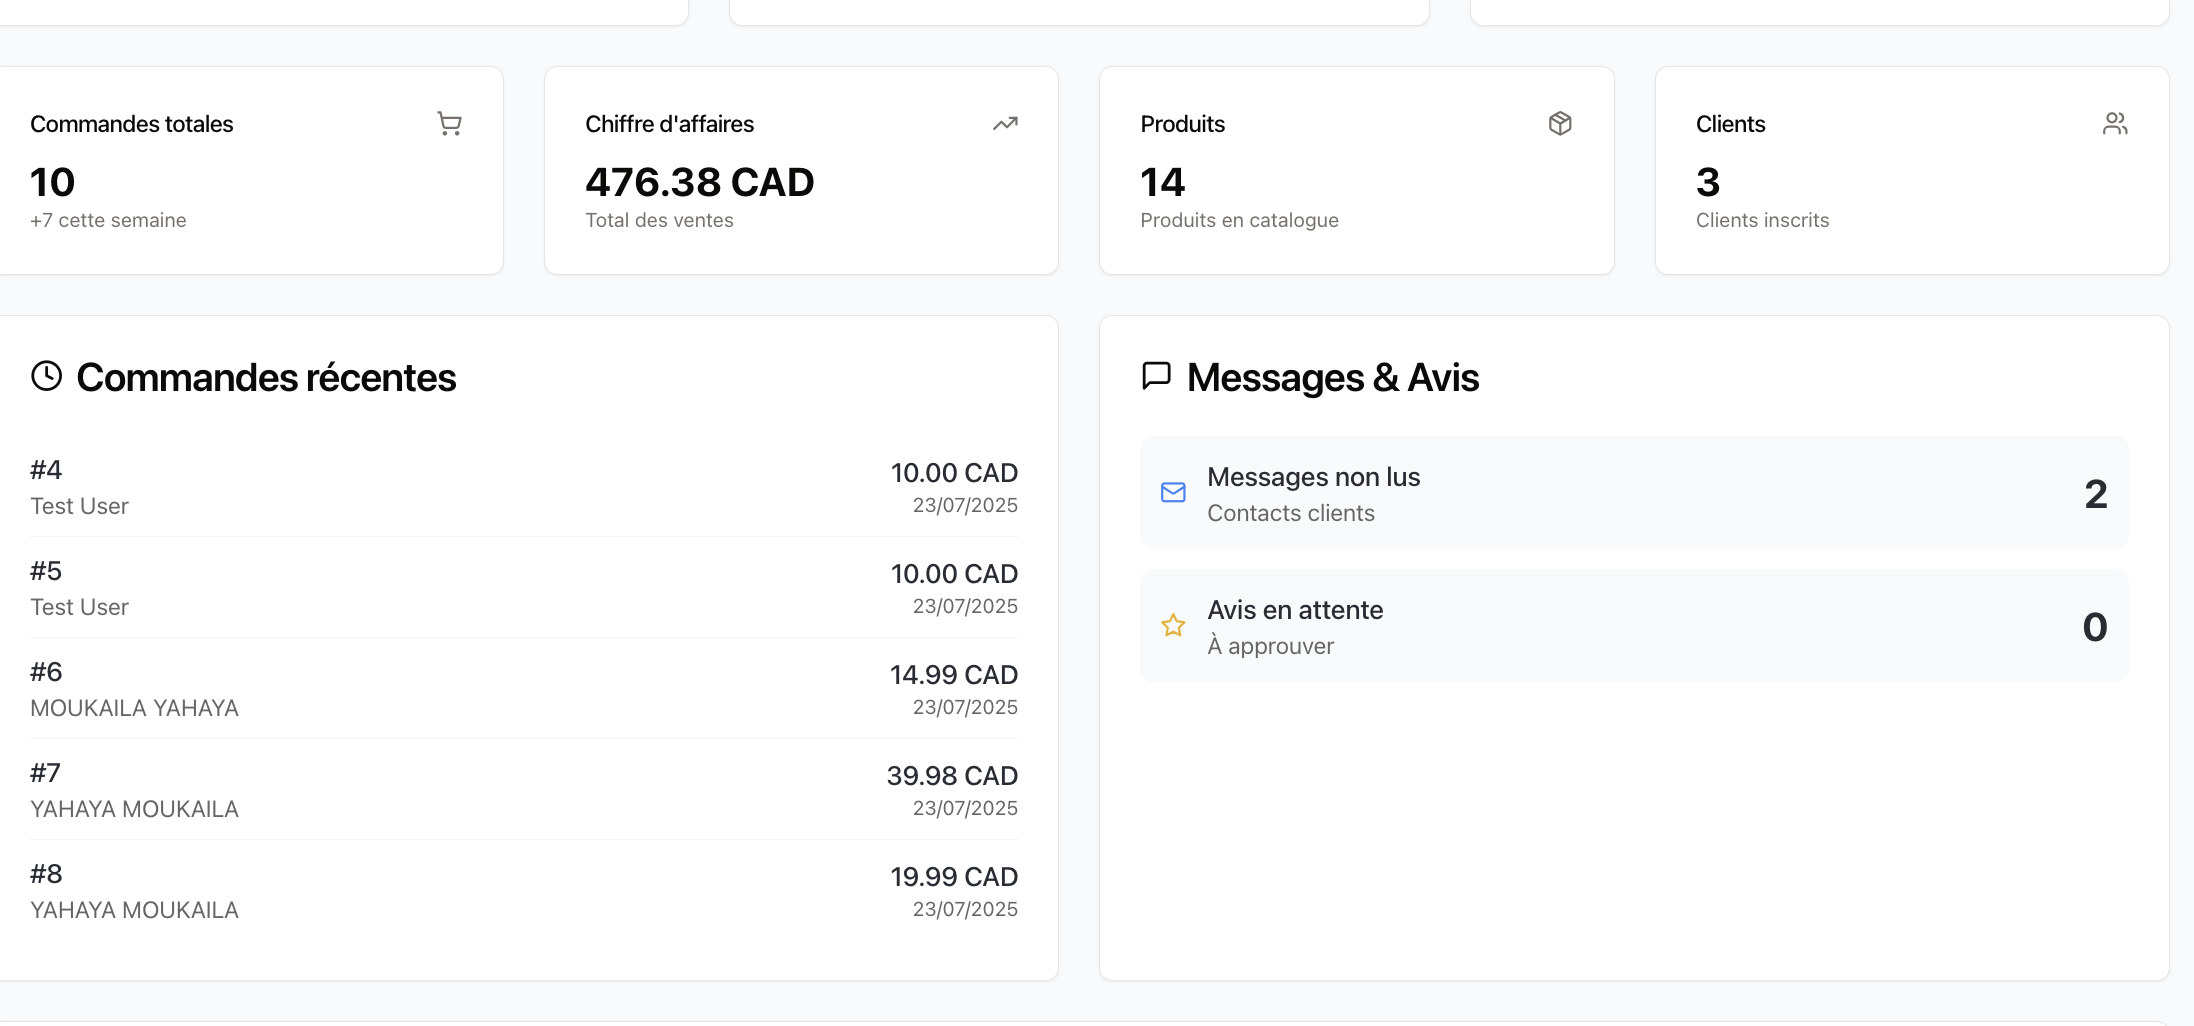 Commandes totales
10
+7 cette semaine
Chiffre d'affaires
476.38 CAD
Total des ventes
Produits
14
Produits en catalogue
Clients
3
Clients inscrits
Commandes récentes
#4
10.00 CAD
Test User
23/07/2025
#5
10.00 CAD
Test User
23/07/2025
#6
14.99 CAD
MOUKAILA YAHAYA
23/07/2025
#7
39.98 CAD
YAHAYA MOUKAILA
23/07/2025
#8
19.99 CAD
YAHAYA MOUKAILA
23/07/2025
Messages & Avis
Messages non lus
Contacts clients
2
Avis en attente
À approuver
0